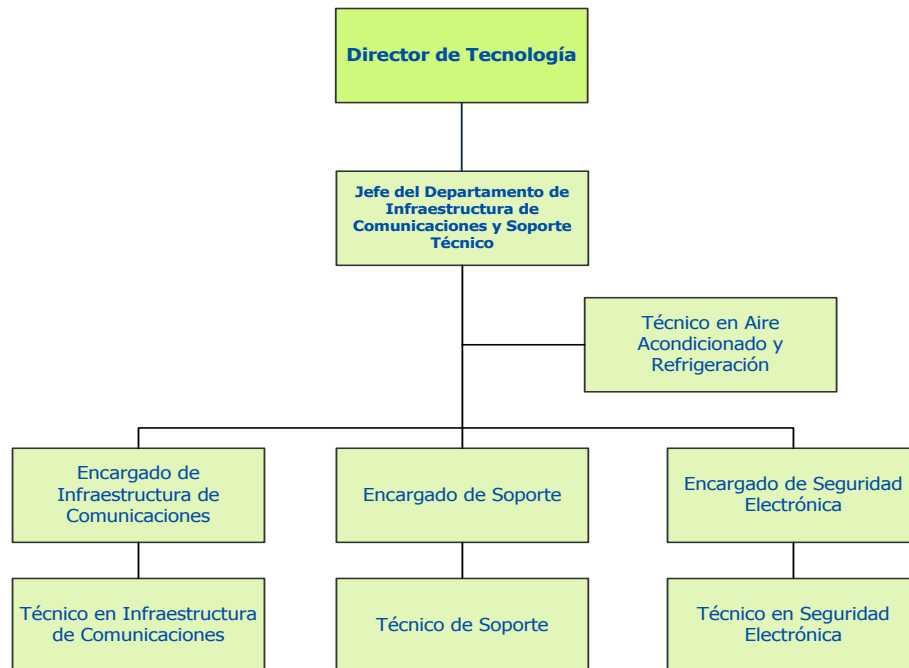 Director de Tecnología
Jefe del Departamento de
Infraestructura de
Comunicaciones y Soporte
Técnico
Técnico en Aire
Acondicionado y
Refrigeración
Encargado de
Infraestructura de
Comunicaciones
Encargado de Soporte
Encargado de Seguridad
Electrónica
Técnico en Infraestructura
de Comunicaciones
Técnico de Soporte
Técnico en Seguridad
Electrónica